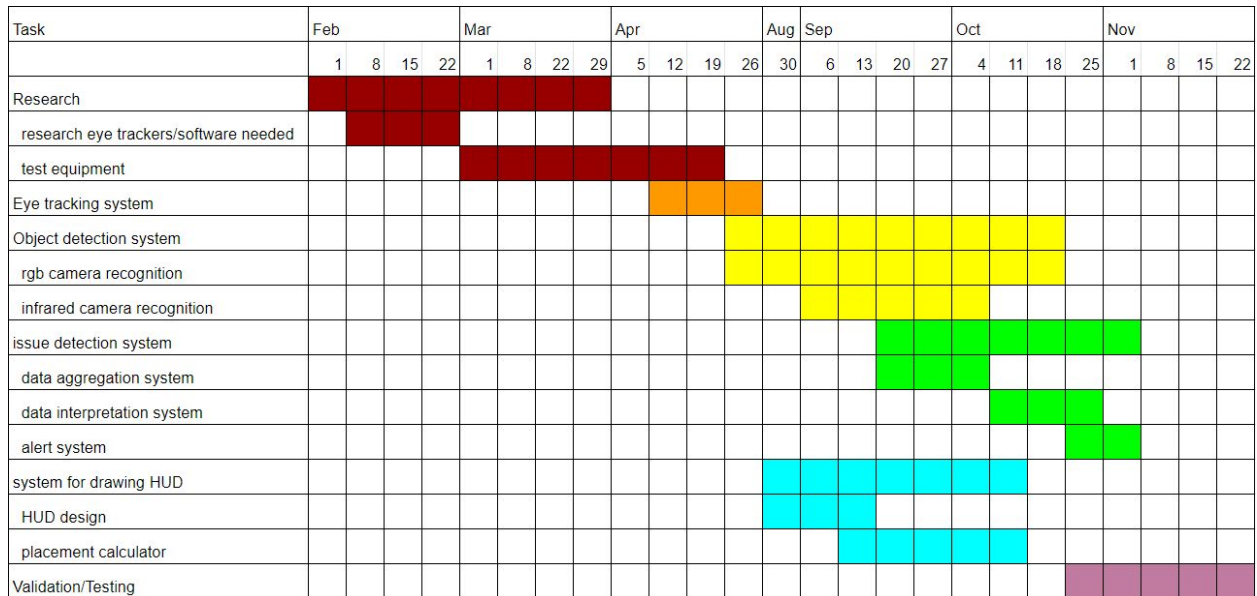 Task Feb Mar Apr Aug Sep Oct Nov
1 8 15 22 1 8 22 29 5 12 19 26 30 6 13 20 27 4 11 18 25 1 8 15 22
Research
research eye trackers/software needed
test equipment
Eye tracking system
Object detection system
rgb camera recognition
infrared camera recognition
issue detection system
data aggregation system
data interpretation system
alert system
system for drawing HUD
HUD design
placement calculator
Validation/Testing